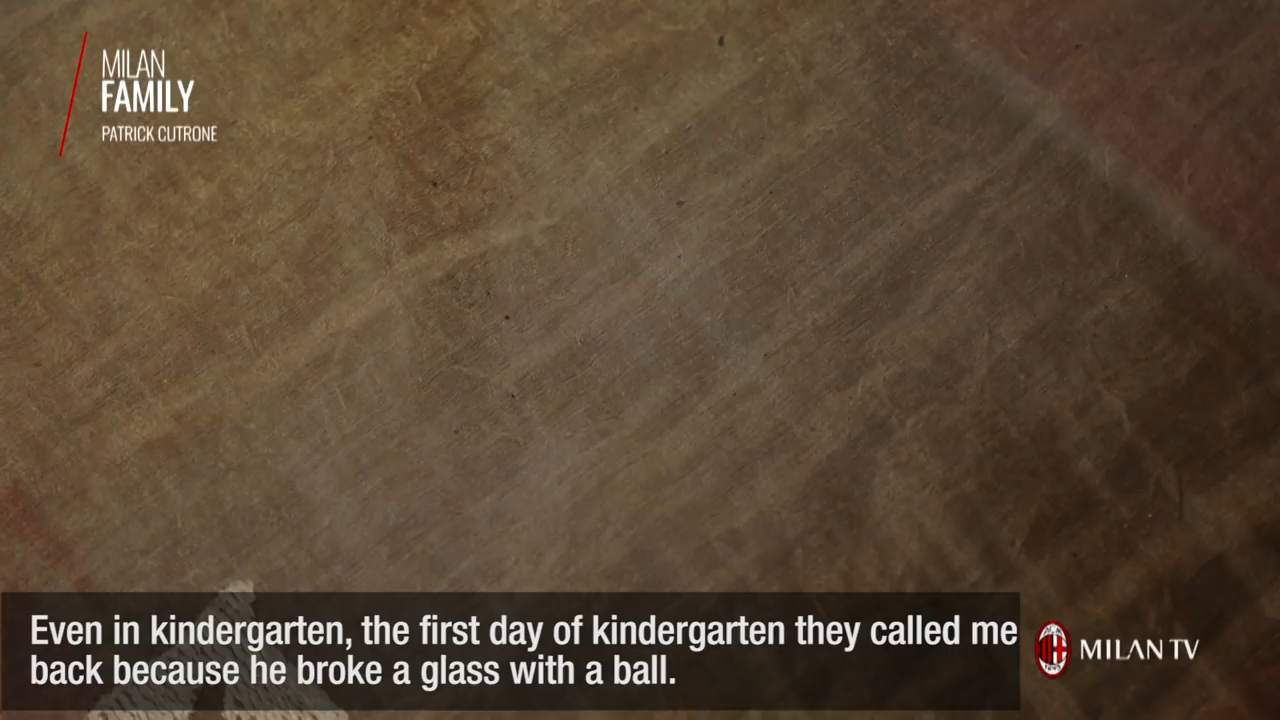 MILAN
FAMILY
PATRICK CUTRONE
Even in kindergarten, the first day of kindergarten they called me
back because he broke a glass with a ball.
MILAN TV